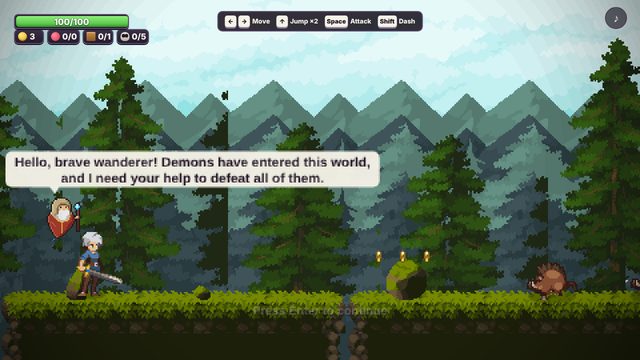 100/100
3
0/0
0/1
0/5
← → Move ↑ Jump ×2 Space Attack Shift Dash
Hello, brave wanderer! Demons have entered this world,
and I need your help to defeat all of them.
Press Enter to continue